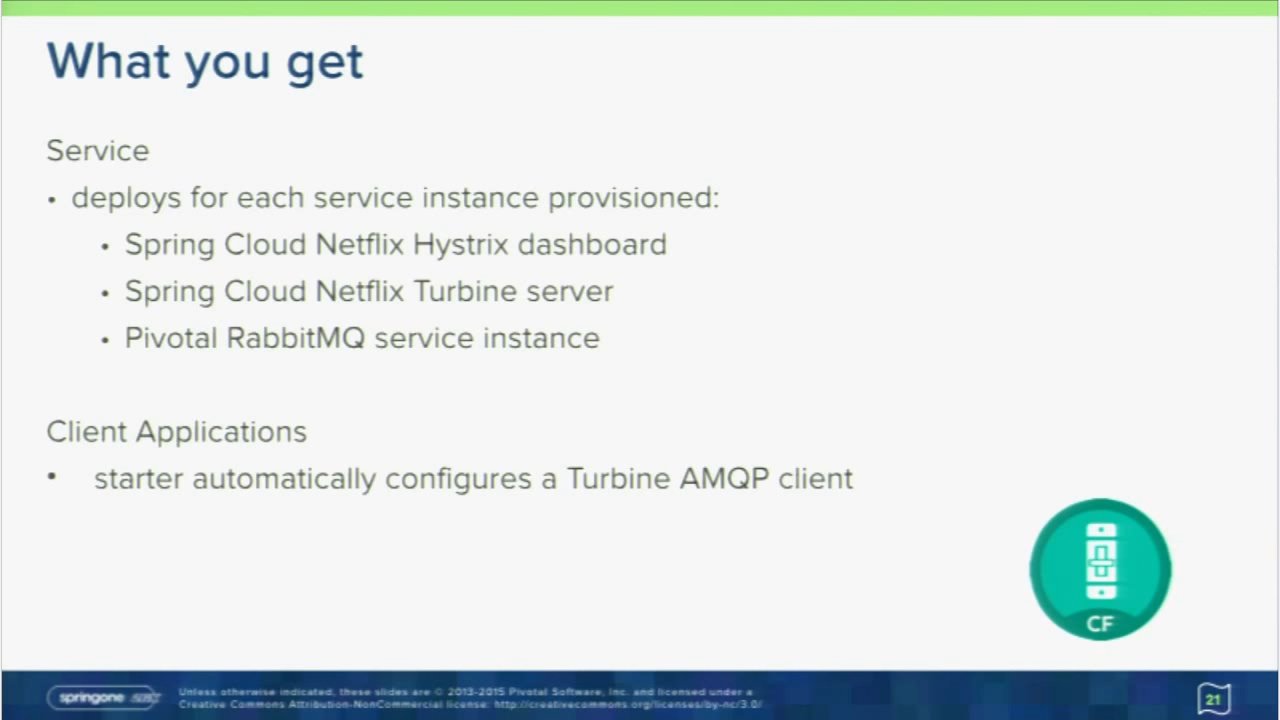 What you get
Service
• deploys for each service instance provisioned:
• Spring Cloud Netflix Hystrix dashboard
• Spring Cloud Netflix Turbine server
• Pivotal RabbitMQ service instance
Client Applications
• starter automatically configures a Turbine AMQP client
CF
springone
Unless otherwise indicated, these slides are © 2013-2015 Pivotal Software, Inc. and licensed under a
Creative Commons Attribution-NonCommercial license: http://creativecommons.org/licenses/by-nc/3.0/
21